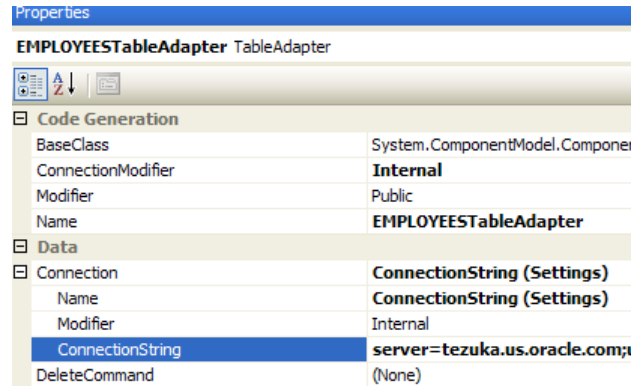 Properties
EMPLOYEESTableAdapter TableAdapter
Code Generation
BaseClass System.ComponentModel.Componen
ConnectionModifier Internal
Modifier Public
Name EMPLOYEESTableAdapter
Data
Connection ConnectionString (Settings)
Name ConnectionString (Settings)
Modifier Internal
ConnectionString server=tezuka.us.oracle.com;u
DeleteCommand (None)